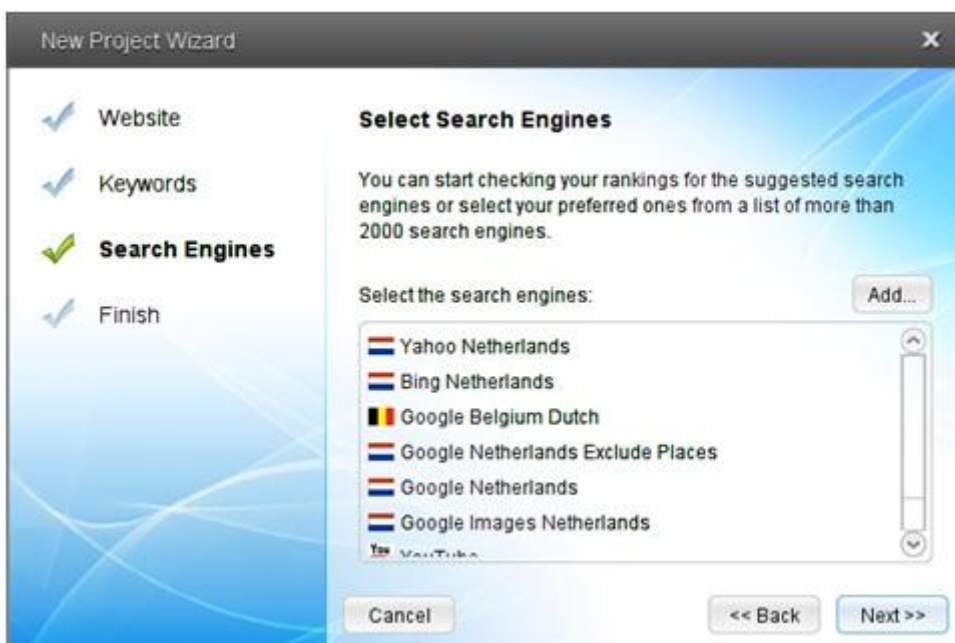 New Project Wizard
Website
Keywords
Search Engines
Finish
Select Search Engines
You can start checking your rankings for the suggested search
engines or select your preferred ones from a list of more than
2000 search engines.
Select the search engines:
Add...
Yahoo Netherlands
Bing Netherlands
Google Belgium Dutch
Google Netherlands Exclude Places
Google Netherlands
Google Images Netherlands
You YouTube
Cancel
<< Back
Next >>